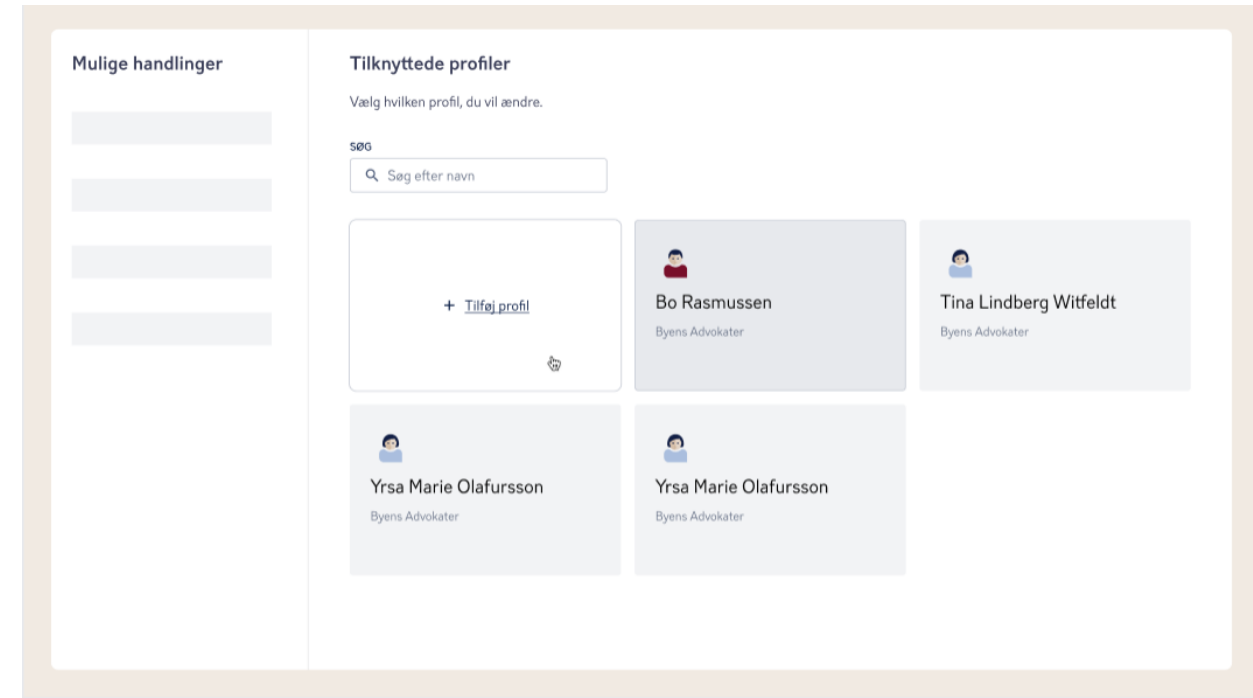 Mulige handlinger
Tilknyttede profiler
Vælg hvilken profil, du vil ændre.
SØG
Søg efter navn
+ Tilføj profil
Bo Rasmussen
Byens Advokater
Tina Lindberg Witfeldt
Byens Advokater
Yrsa Marie Olafursson
Byens Advokater
Yrsa Marie Olafursson
Byens Advokater